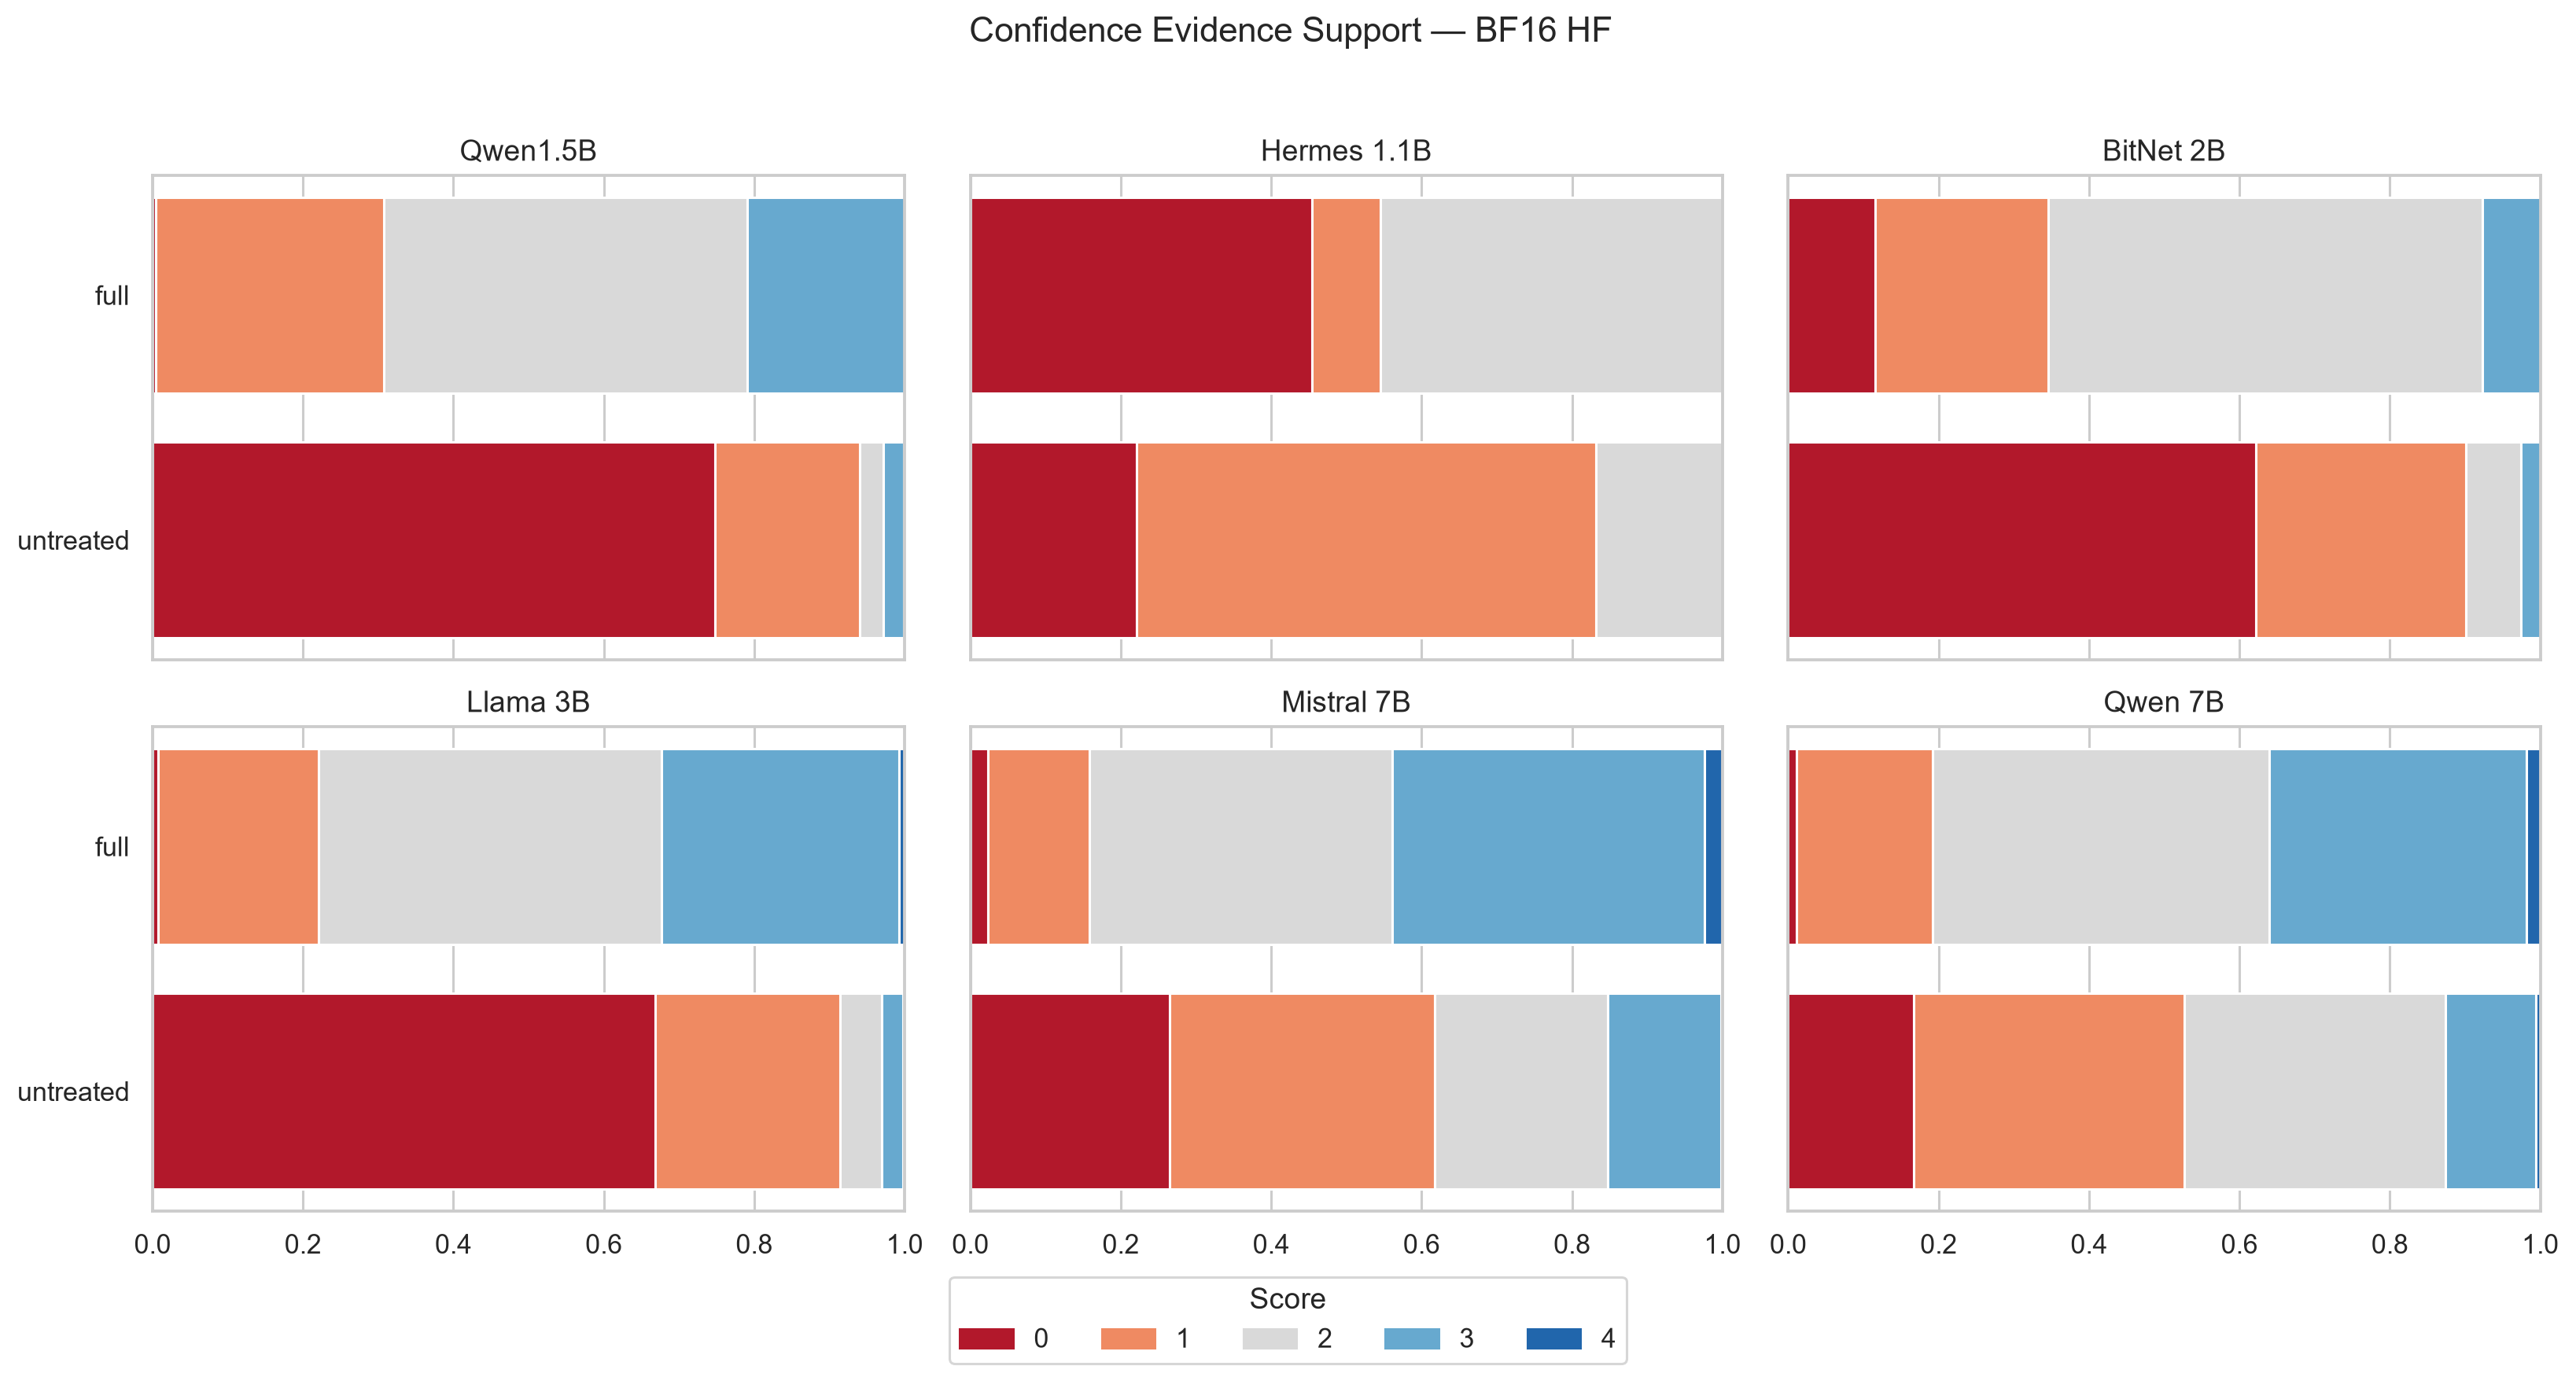 Confidence Evidence Support — BF16 HF
Qwen1.5B
Hermes 1.1B
BitNet 2B
full
untreated
Llama 3B
Mistral 7B
Qwen 7B
full
untreated
0.0 0.2 0.4 0.6 0.8 1.0
0.0 0.2 0.4 0.6 0.8 1.0
0.0 0.2 0.4 0.6 0.8 1.0
Score
0 1 2 3 4